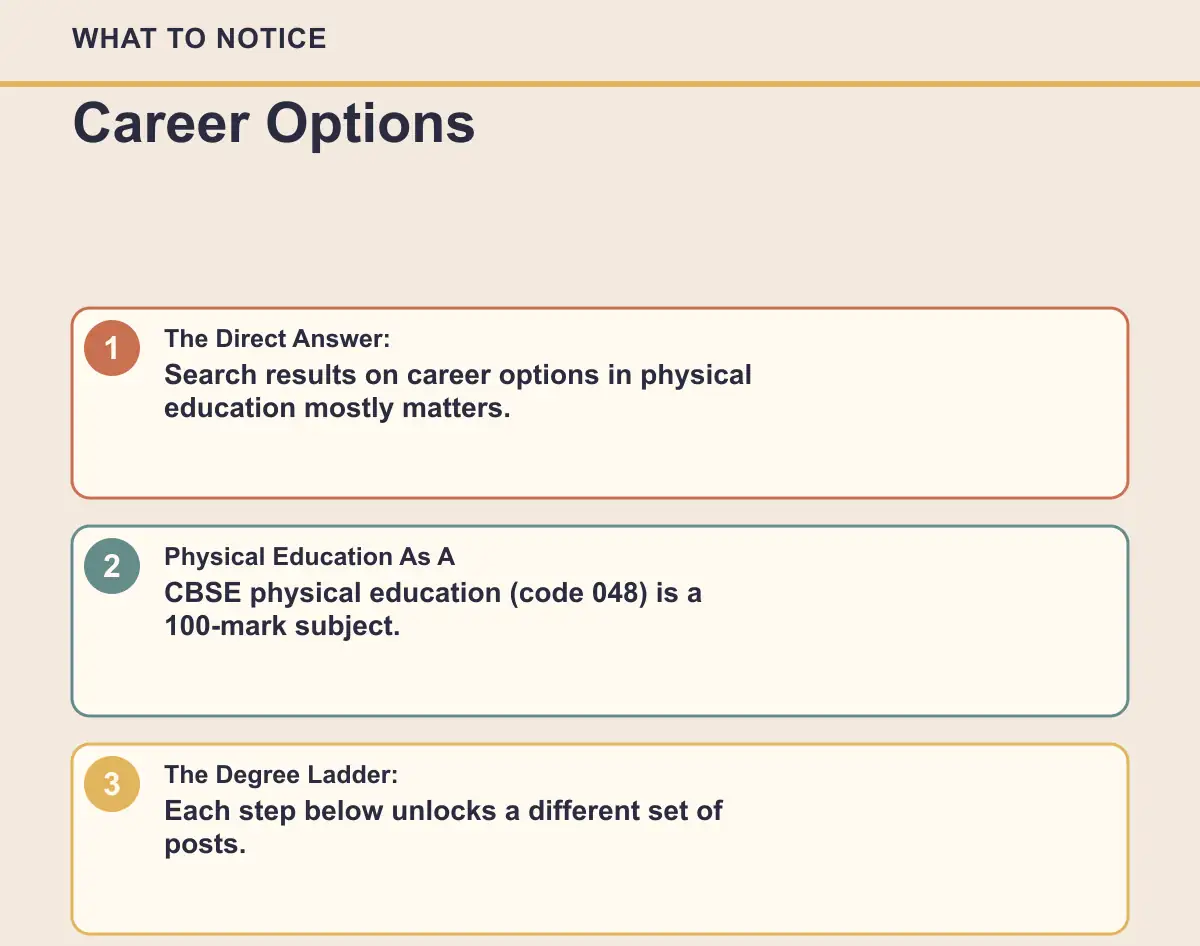 WHAT TO NOTICE
Career Options
1
The Direct Answer:
Search results on career options in physical
education mostly matters.
2
Physical Education As A
CBSE physical education (code 048) is a
100-mark subject.
3
The Degree Ladder:
Each step below unlocks a different set of
posts.